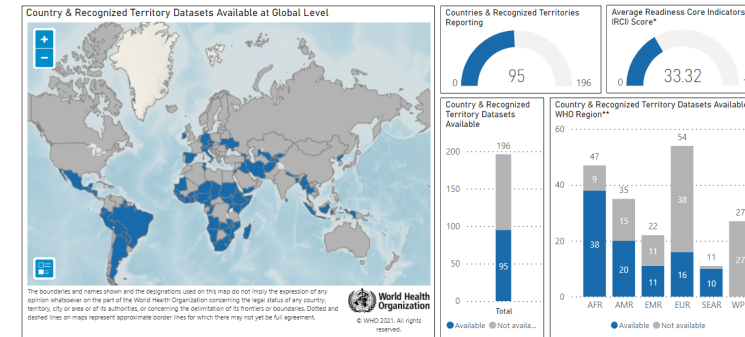 Country & Recognized Territory Datasets Available at Global Level
+
−
The boundaries and names shown and the designations used on this map do not imply the expression of any
opinion whatsoever on the part of the World Health Organization concerning the legal status of any country,
territory, city or area or of its authorities, or concerning the delimitation of its frontiers or boundaries. Dotted and
dashed lines on maps represent approximate border lines for which there may not yet be full agreement.
World Health
Organization
© WHO 2021. All rights
reserved.
Countries & Recognized Territories
Reporting
0
95
196
Average Readiness Core Indicators
(RCI) Score*
0
33.32
Country & Recognized
Territory Datasets
Available
200
150
100
50
0
196
95
Total
Available Not availa...
Country & Recognized Territory Datasets Available
WHO Region**
60
40
20
0
47
9
38
35
15
20
22
11
11
54
38
16
11
10
27
27
AFR AMR EMR EUR SEAR WP
Available Not available